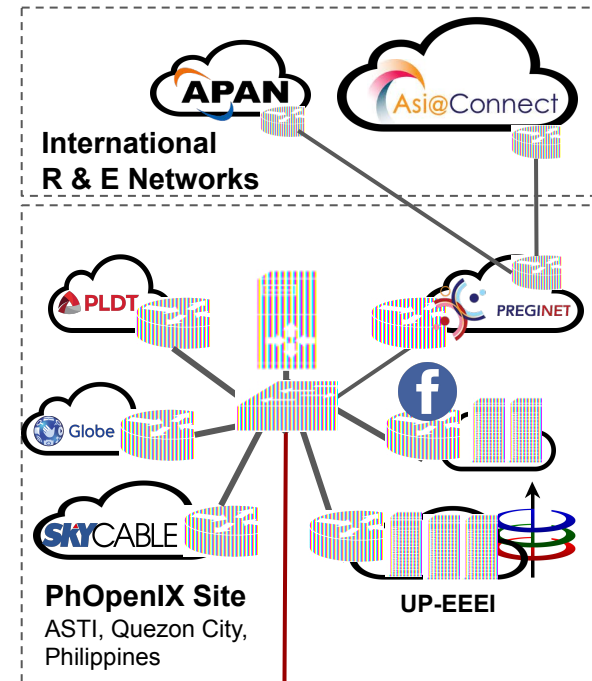 APAN
Asi@Connect
International
R & E Networks
PLDT
PREGINET
f
Globe
SKYCABLE
PhOpenIX Site
ASTI, Quezon City,
Philippines
UP-EEEI